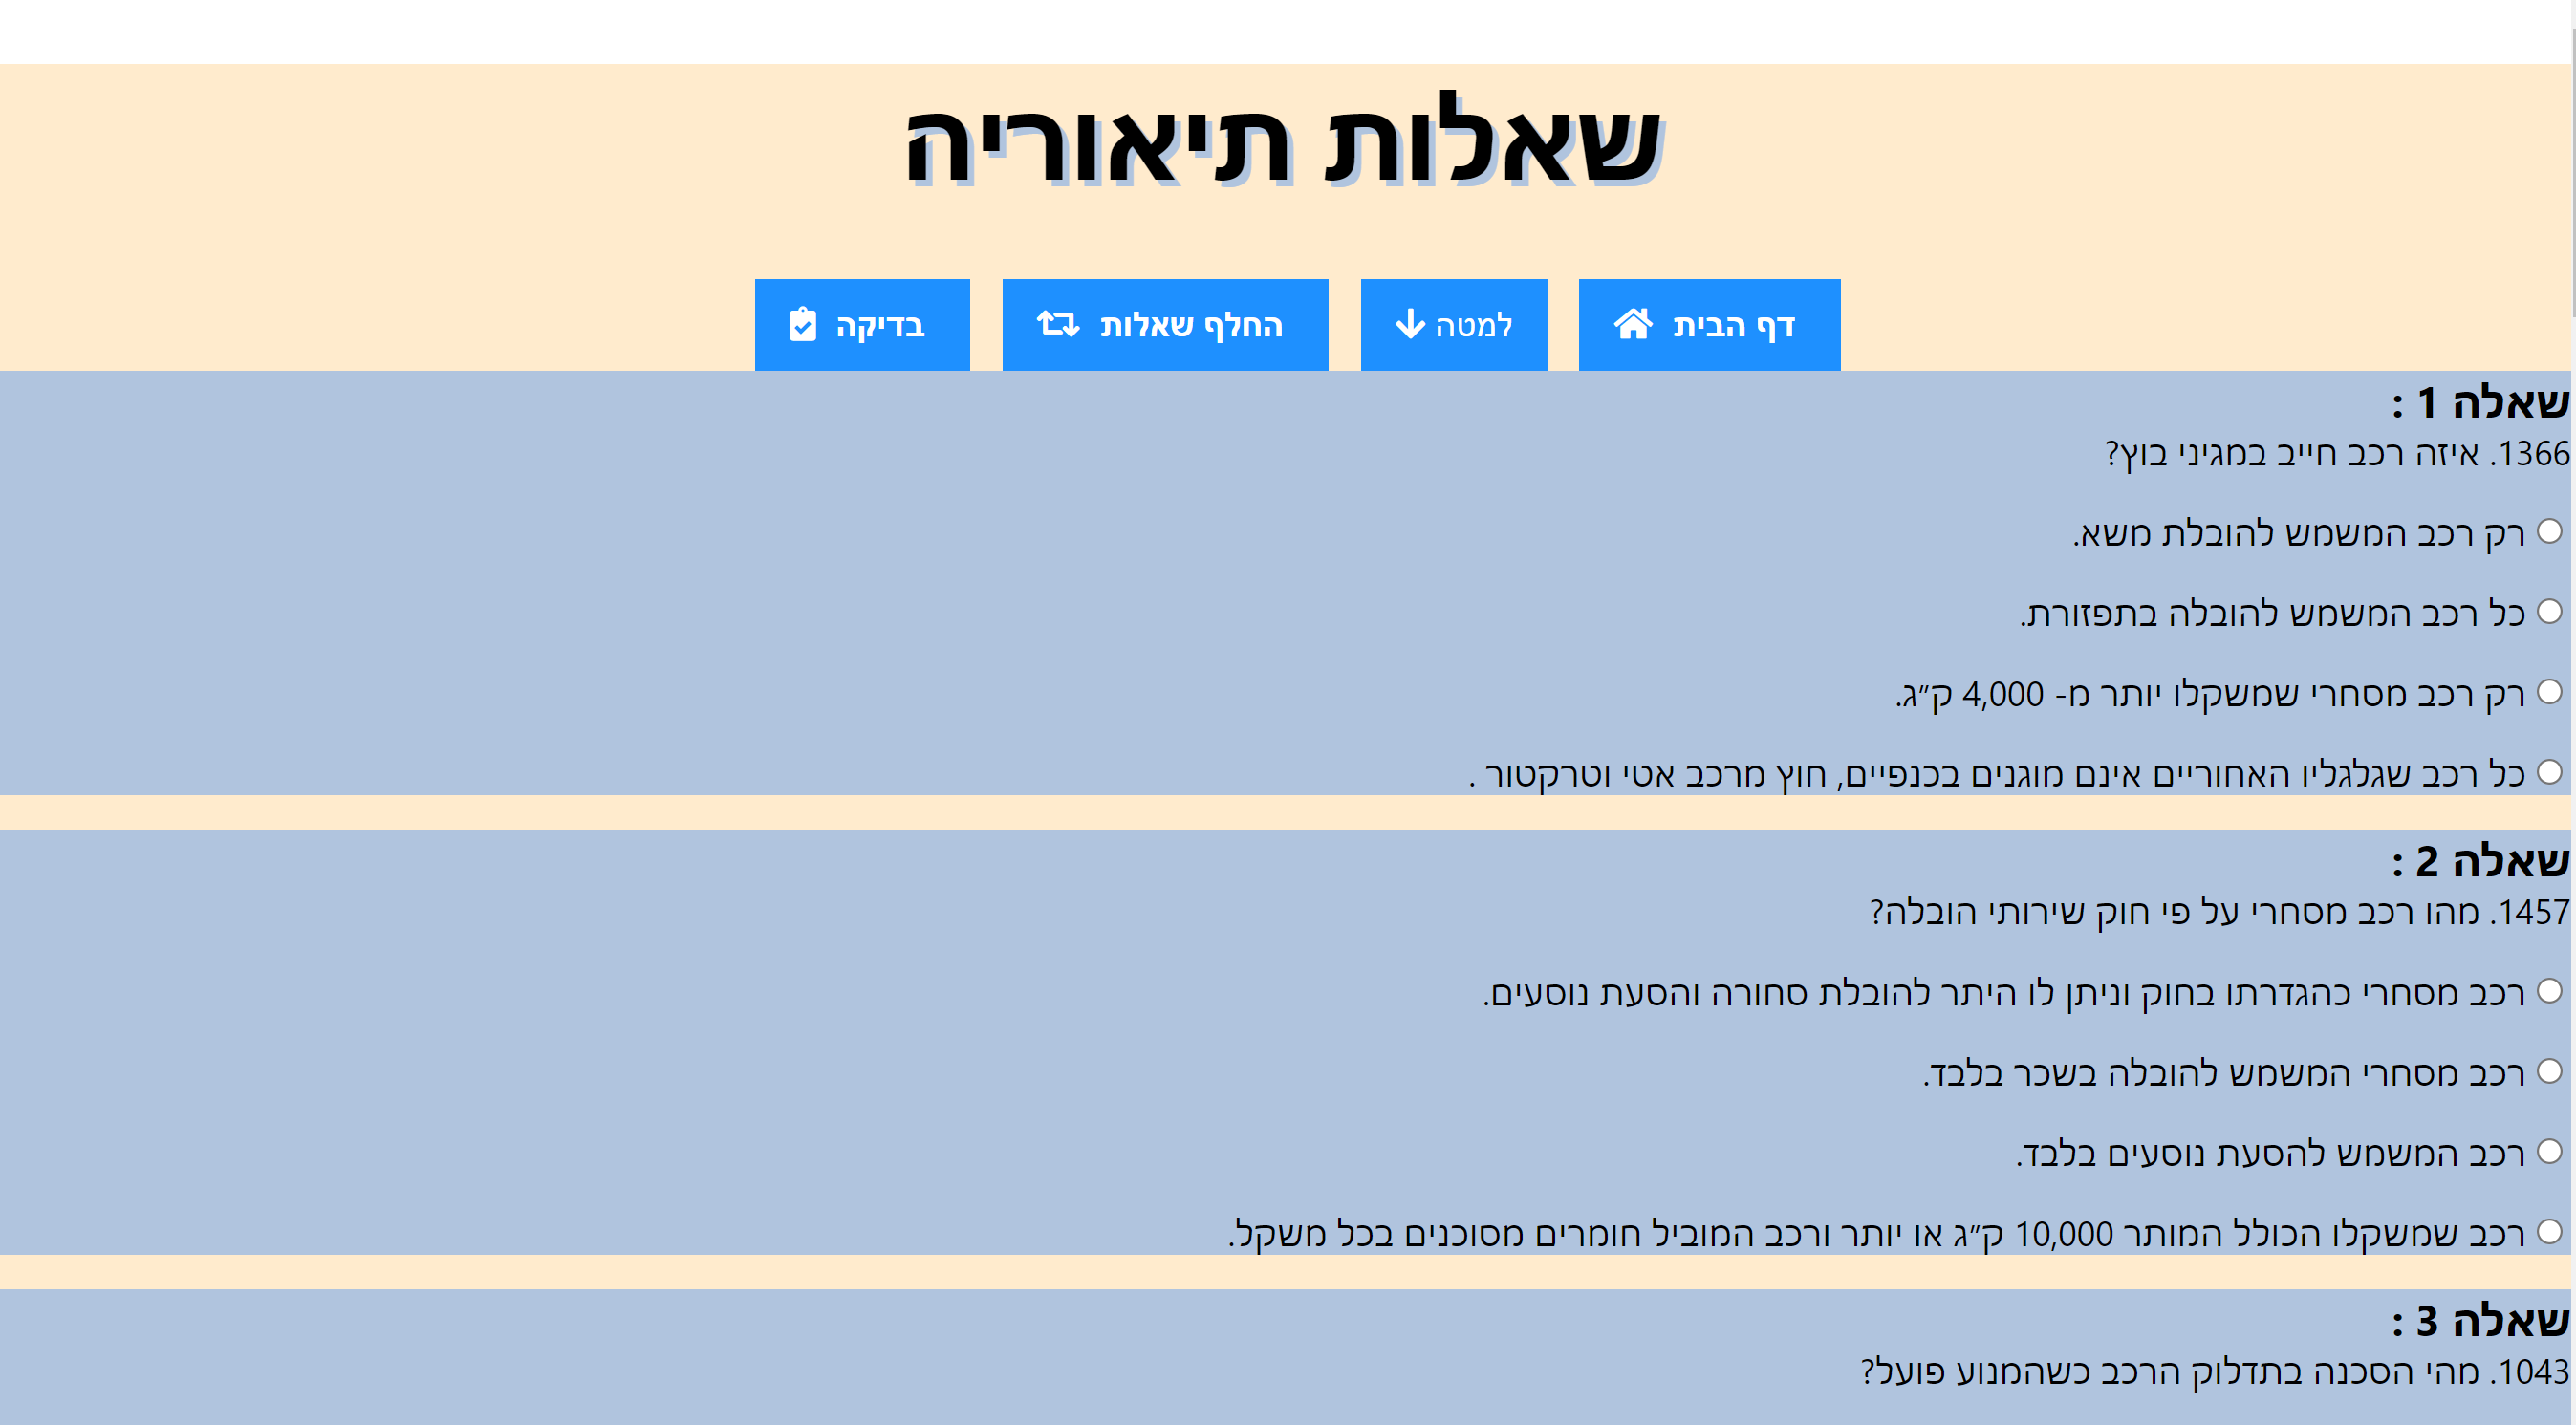 שאלות תיאוריה
דף הבית
למטה
החלף שאלות
בדיקה
שאלה 1 :
1366. איזה רכב חייב במגיני בוץ?
רק רכב המשמש להובלת משא.
כל רכב המשמש להובלה בתפזורת.
רק רכב מסחרי שמשקלו יותר מ- 4,000 ק״ג.
כל רכב שגלגליו האחוריים אינם מוגנים בכנפיים, חוץ מרכב אטי וטרקטור .
שאלה 2 :
1457. מהו רכב מסחרי על פי חוק שירותי הובלה?
רכב מסחרי כהגדרתו בחוק וניתן לו היתר להובלת סחורה והסעת נוסעים.
רכב מסחרי המשמש להובלה בשכר בלבד.
רכב המשמש להסעת נוסעים בלבד.
רכב שמשקלו הכולל המותר 10,000 ק״ג או יותר ורכב המוביל חומרים מסוכנים בכל משקל.
שאלה 3 :
1043. מהי הסכנה בתדלוק הרכב כשהמנוע פועל?